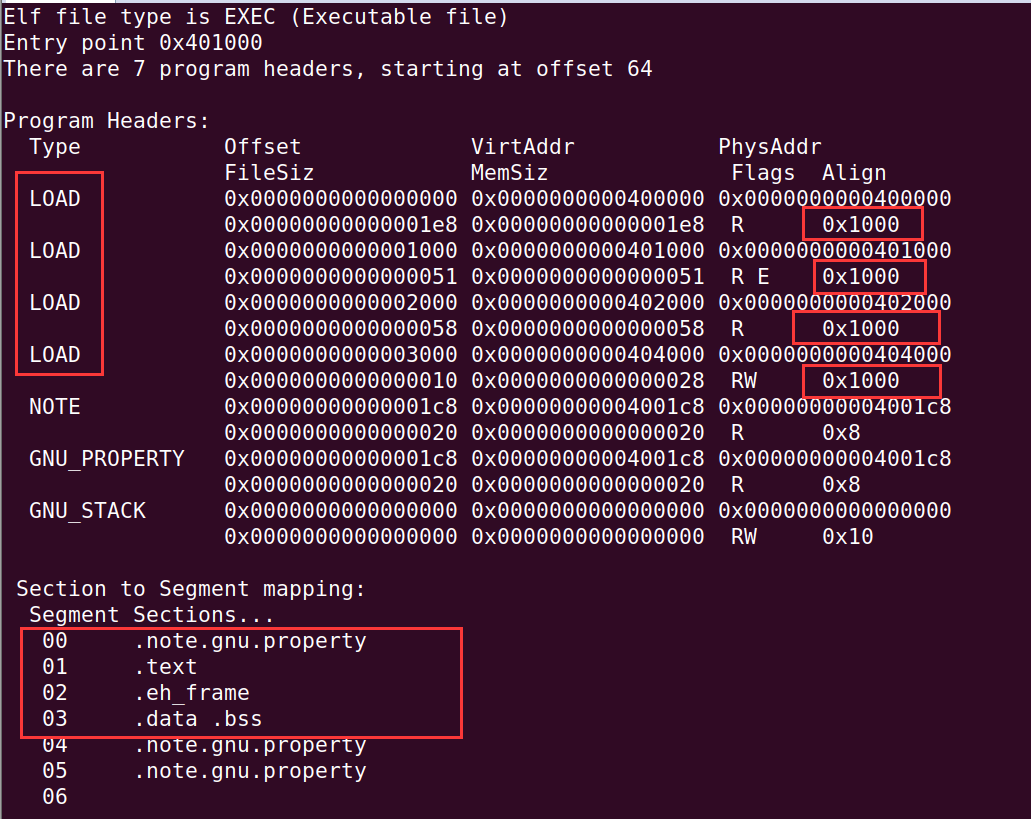 Elf file type is EXEC (Executable file)
Entry point 0x401000
There are 7 program headers, starting at offset 64
Program Headers:
Type Offset VirtAddr PhysAddr
FileSiz MemSiz Flags Align
LOAD 0x0000000000000000 0x0000000000400000 0x0000000000400000
0x00000000000001e8 0x00000000000001e8 R 0x1000
LOAD 0x0000000000001000 0x0000000000401000 0x0000000000401000
0x0000000000000051 0x0000000000000051 R E 0x1000
LOAD 0x0000000000002000 0x0000000000402000 0x0000000000402000
0x0000000000000058 0x0000000000000058 R 0x1000
LOAD 0x0000000000003000 0x0000000000404000 0x0000000000404000
0x0000000000000010 0x0000000000000028 RW 0x1000
NOTE 0x00000000000001c8 0x00000000004001c8 0x00000000004001c8
0x0000000000000020 0x0000000000000020 R 0x8
GNU_PROPERTY 0x00000000000001c8 0x00000000004001c8 0x00000000004001c8
0x0000000000000020 0x0000000000000020 R 0x8
GNU_STACK 0x0000000000000000 0x0000000000000000 0x0000000000000000
0x0000000000000000 0x0000000000000000 RW 0x10
Section to Segment mapping:
Segment Sections...
00 .note.gnu.property
01 .text
02 .eh_frame
03 .data .bss
04 .note.gnu.property
05 .note.gnu.property
06